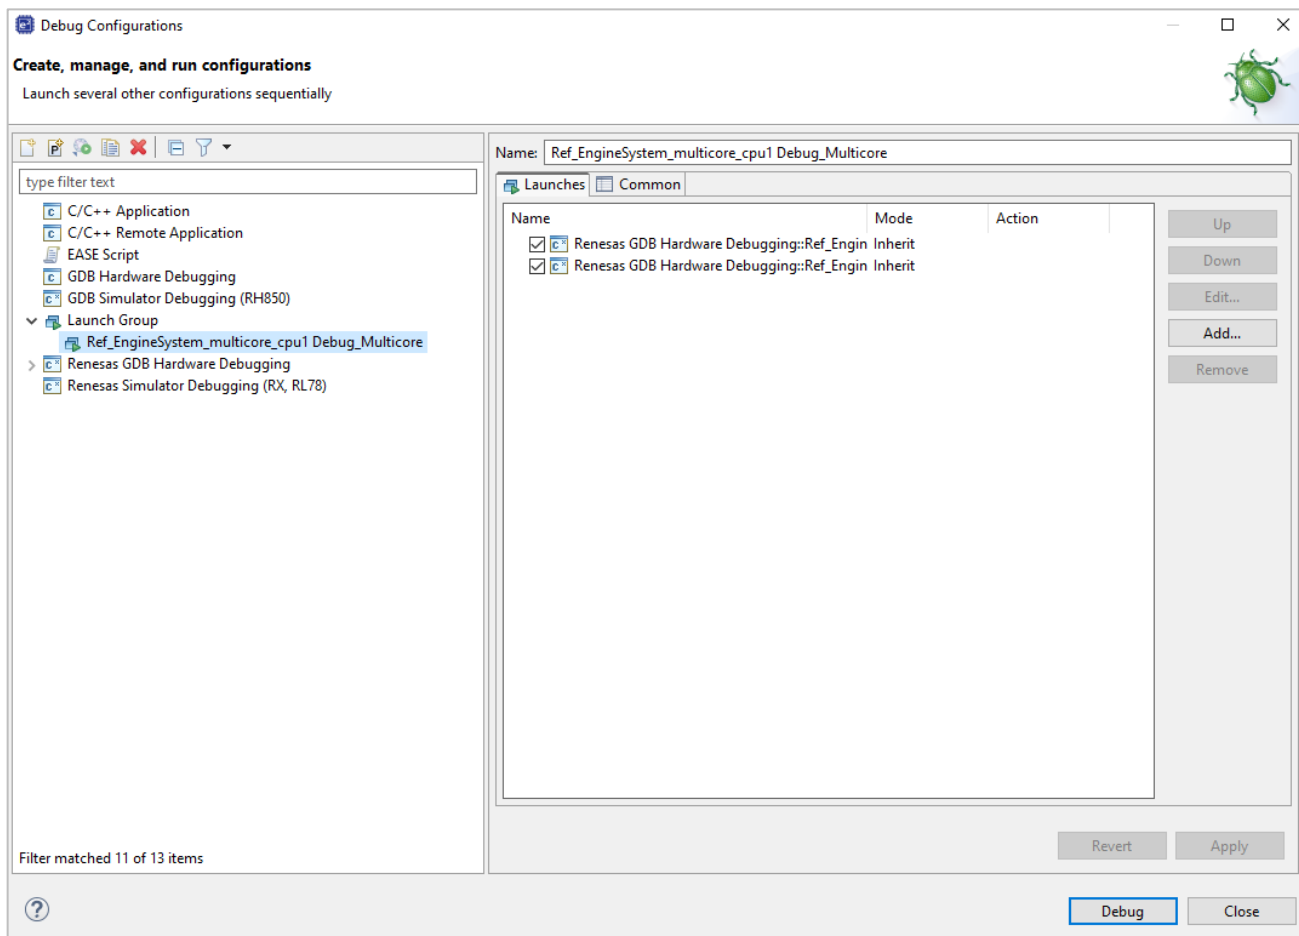 Debug Configurations
Create, manage, and run configurations
Launch several other configurations sequentially
type filter text
C/C++ Application
C/C++ Remote Application
EASE Script
GDB Hardware Debugging
GDB Simulator Debugging (RH850)
Launch Group
Ref_EngineSystem_multicore_cpu1 Debug_Multicore
Renesas GDB Hardware Debugging
Renesas Simulator Debugging (RX, RL78)
Filter matched 11 of 13 items
Name: Ref_EngineSystem_multicore_cpu1 Debug_Multicore
Launches Common
Name Mode Action
Renesas GDB Hardware Debugging::Ref_Engin Inherit
Renesas GDB Hardware Debugging::Ref_Engin Inherit
Up
Down
Edit...
Add...
Remove
Revert Apply
? Debug Close